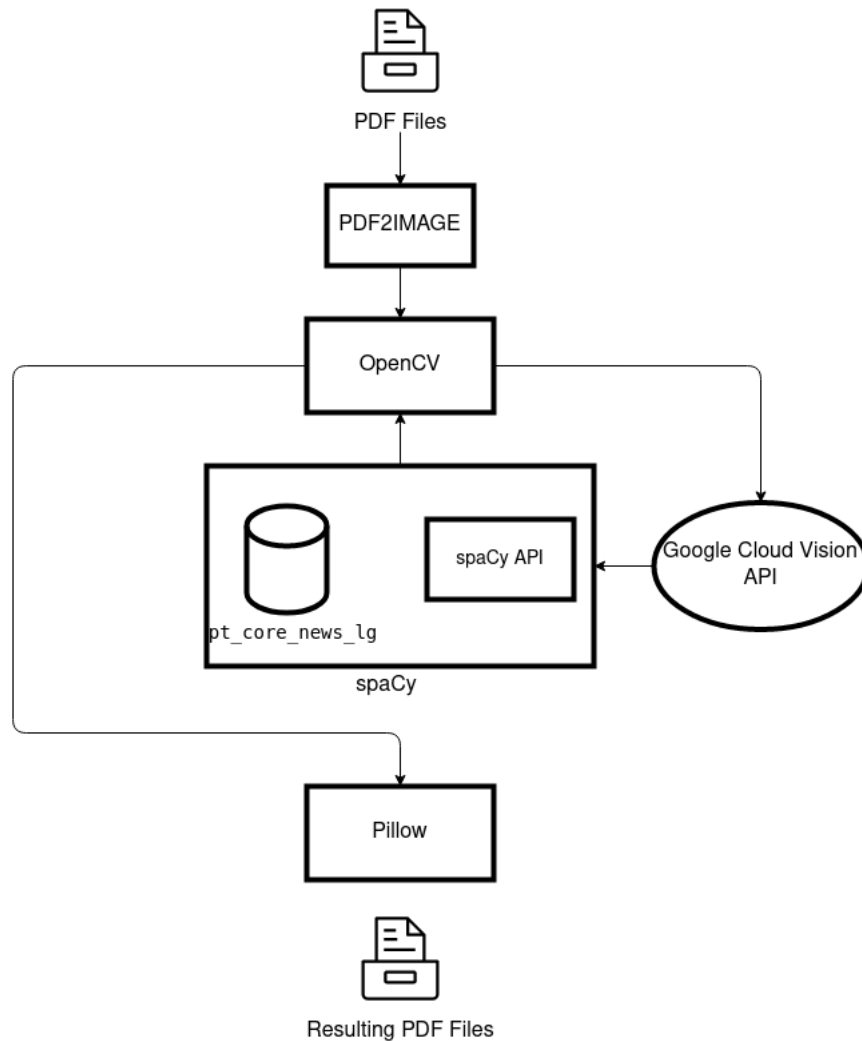 PDF Files
PDF2IMAGE
OpenCV
spaCy API
Google Cloud Vision
API
pt_core_news_lg
spaCy
Pillow
Resulting PDF Files